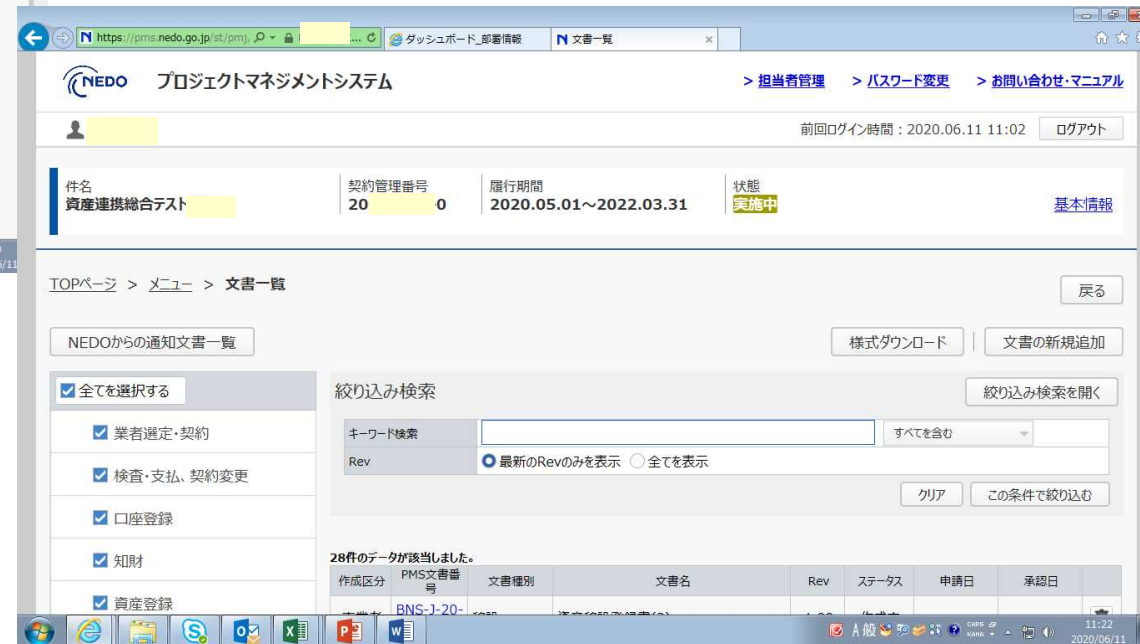 https://pms.nedo.go.jp/st/pmj,
ダッシュボード_部署情報
文書一覧
NEDO プロジェクトマネジメントシステム
> 担当者管理 > パスワード変更 > お問い合わせ・マニュアル
前回ログイン時間：2020.06.11 11:02 ログアウト
件名 契約管理番号 履行期間 状態
資産連携総合テスト 20 0 2020.05.01～2022.03.31 実施中 基本情報
TOPページ > メニュー > 文書一覧
戻る
NEDOからの通知文書一覧 様式ダウンロード 文書の新規追加
全てを選択する
業者選定・契約
検査・支払、契約変更
口座登録
知財
資産登録
絞り込み検索 絞り込み検索を開く
キーワード検索 すべてを含む
Rev 最新のRevのみを表示 全てを表示
クリア この条件で絞り込む
28件のデータが該当しました。
作成区分 PMS文書番号 文書種別 文書名 Rev ステータス 申請日 承認日
BNS-J-20-
A 般 CAPS KANA 11:22
2020/06/11